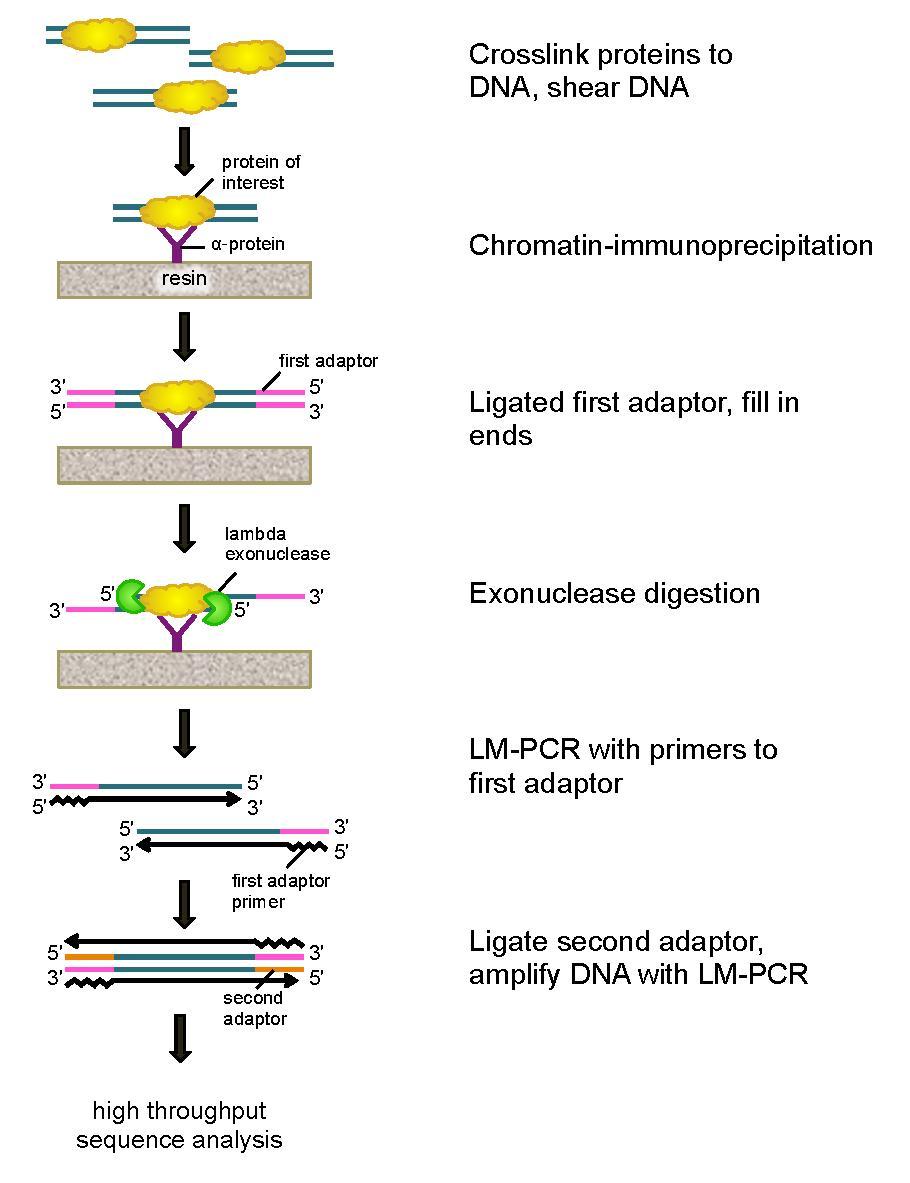 Crosslink proteins to
DNA, shear DNA
protein of
interest
α-protein
resin
Chromatin-immunoprecipitation
first adaptor
3' 5'
5' 3'
Ligated first adaptor, fill in
ends
lambda
exonuclease
5' 3'
3' 5'
Exonuclease digestion
LM-PCR with primers to
first adaptor
3' 5'
5' 3'
5' 3'
3' 5'
first adaptor
primer
Ligate second adaptor,
amplify DNA with LM-PCR
5' 3'
3' 5'
second
adaptor
high throughput
sequence analysis